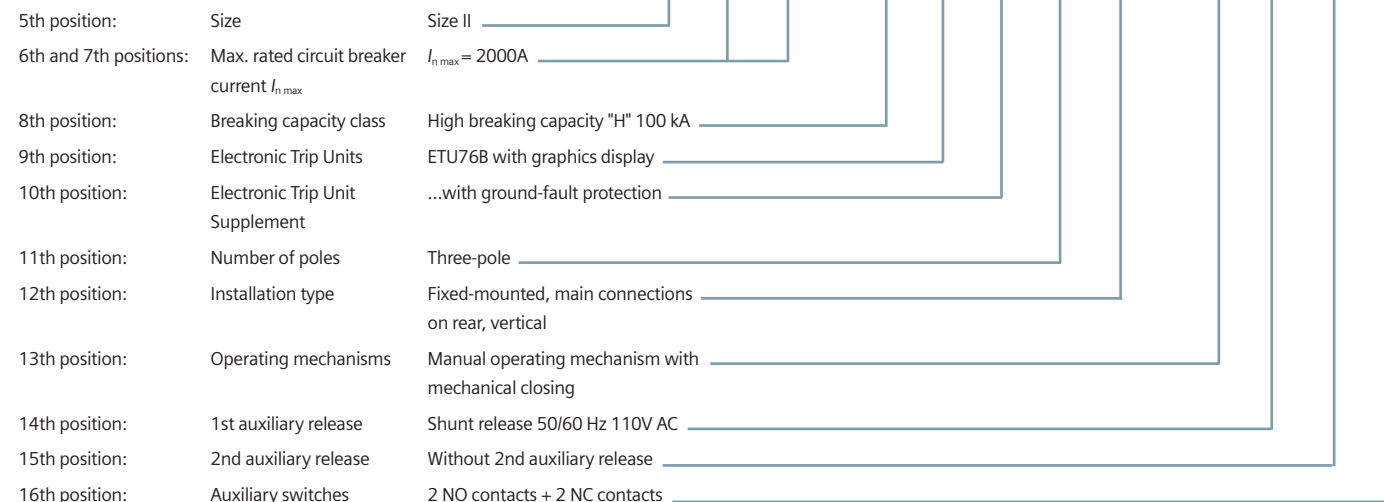 5th position: Size Size II
6th and 7th positions: Max. rated circuit breaker I n max = 2000A
current I n max
8th position: Breaking capacity class High breaking capacity "H" 100 kA
9th position: Electronic Trip Units ETU76B with graphics display
10th position: Electronic Trip Unit ...with ground-fault protection
Supplement
11th position: Number of poles Three-pole
12th position: Installation type Fixed-mounted, main connections
on rear, vertical
13th position: Operating mechanisms Manual operating mechanism with
mechanical closing
14th position: 1st auxiliary release Shunt release 50/60 Hz 110V AC
15th position: 2nd auxiliary release Without 2nd auxiliary release
16th position: Auxiliary switches 2 NO contacts + 2 NC contacts